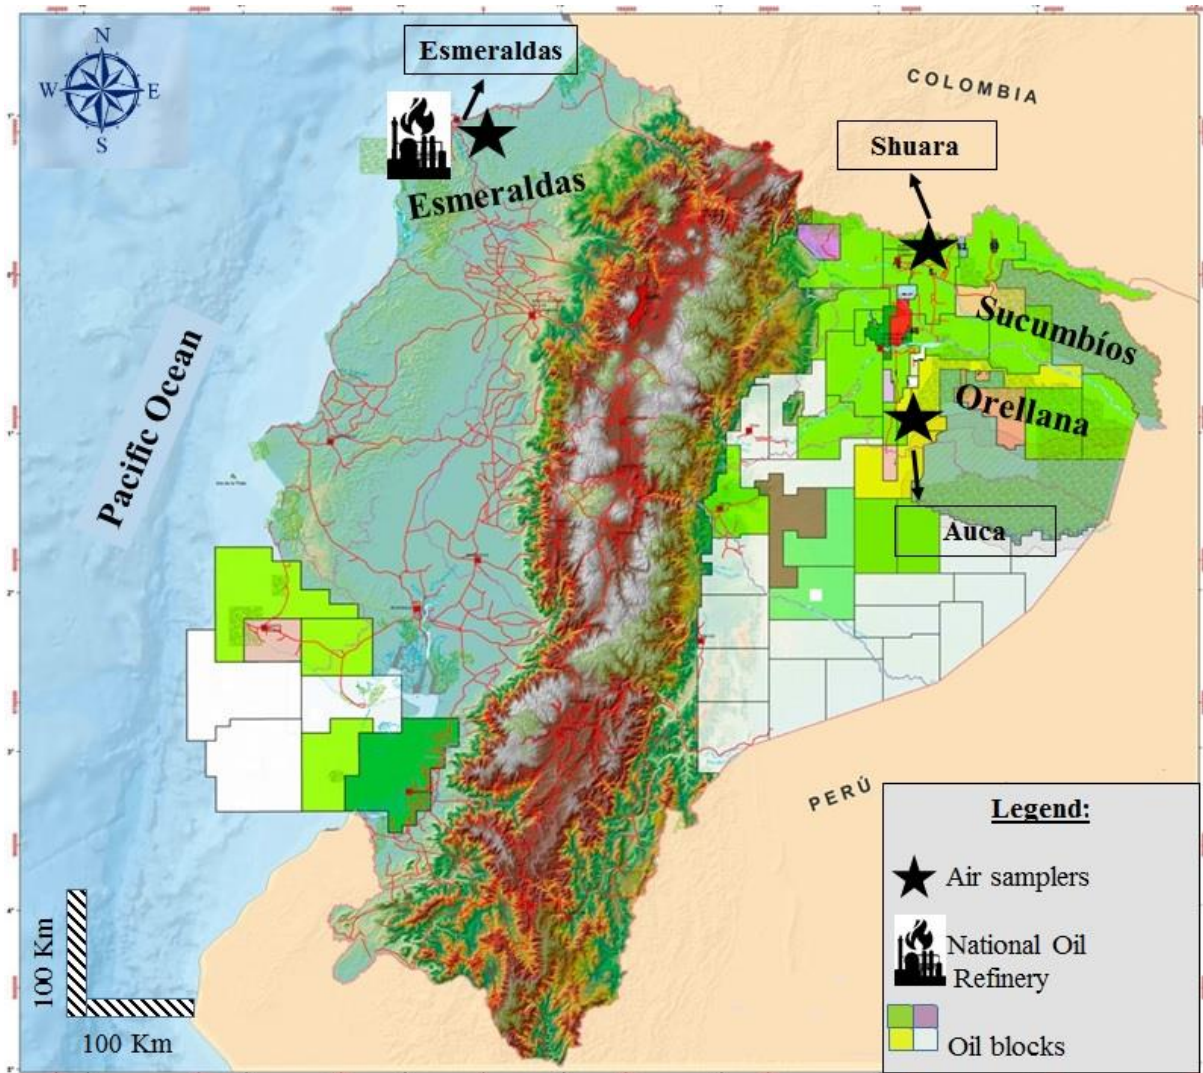 N
W E
S
Esmeraldas
COLOMBIA
Shuara
Esmeraldas
Sucumbíos
Pacific Ocean
Orellana
Auca
PERÚ
Legend:
Air samplers
National Oil
Refinery
Oil blocks
100 Km
100 Km